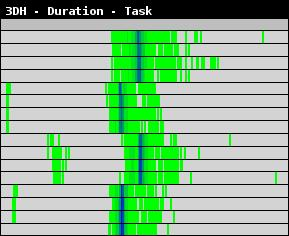 3DH - Duration - Task